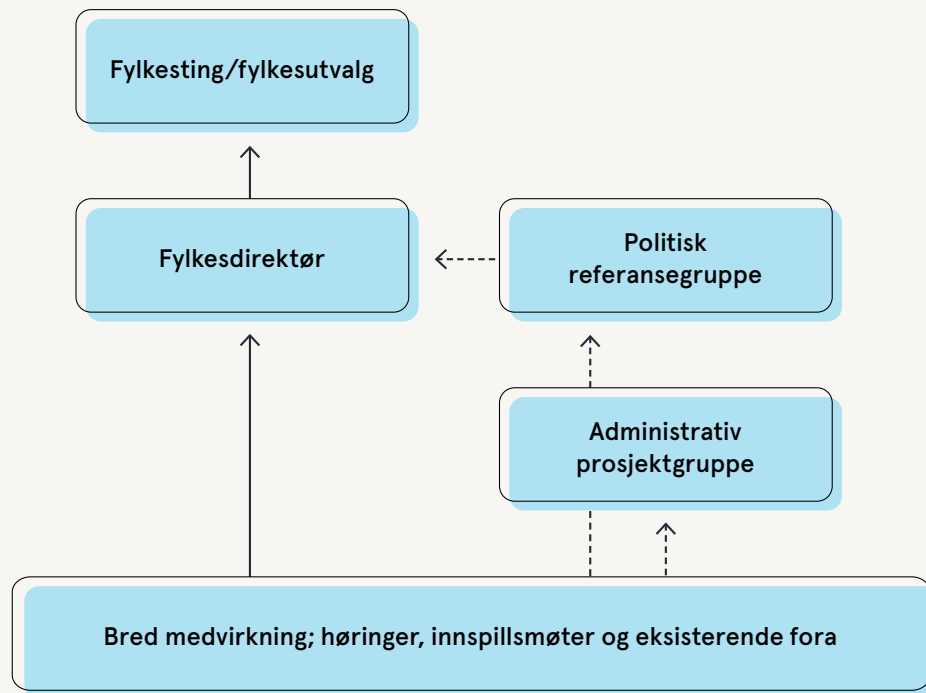 Fylkesting/fylkesutvalg
Fylkesdirektør
Politisk
referansegruppe
Administrativ
prosjektgruppe
Bred medvirkning; høringer, innspillsmøter og eksisterende fora